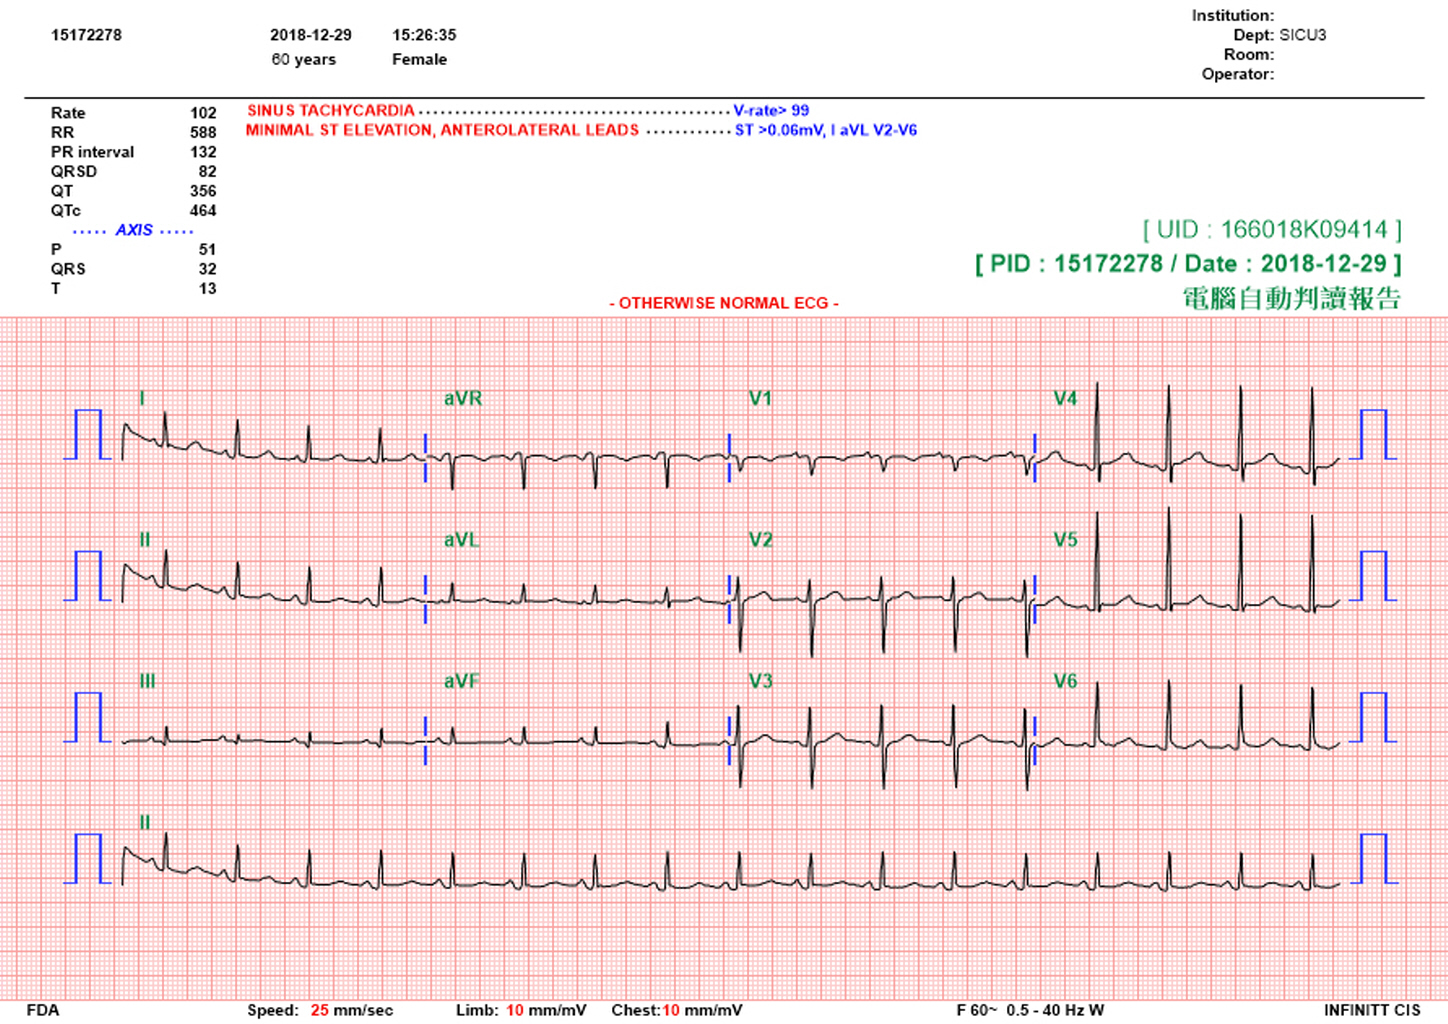 15172278 2018-12-29 15:26:35
60 years Female
Institution:
Dept: SICU3
Room:
Operator:
Rate 102
RR 588
PR interval 132
QRSD 82
QT 356
QTc 464
····· AXIS ·····
P 51
QRS 32
T 13
SINUS TACHYCARDIA ································ V-rate> 99
MINIMAL ST ELEVATION, ANTEROLATERAL LEADS ··········· ST >0.06mV, I aVL V2-V6
[ UID : 166018K09414 ]
[ PID : 15172278 / Date : 2018-12-29 ]
電腦自動判讀報告
- OTHERWISE NORMAL ECG -
I aVR V1 V4
II aVL V2 V5
III aVF V3 V6
II
FDA Speed: 25 mm/sec Limb: 10 mm/mV Chest:10 mm/mV F 60~ 0.5 - 40 Hz W INFINITT CIS